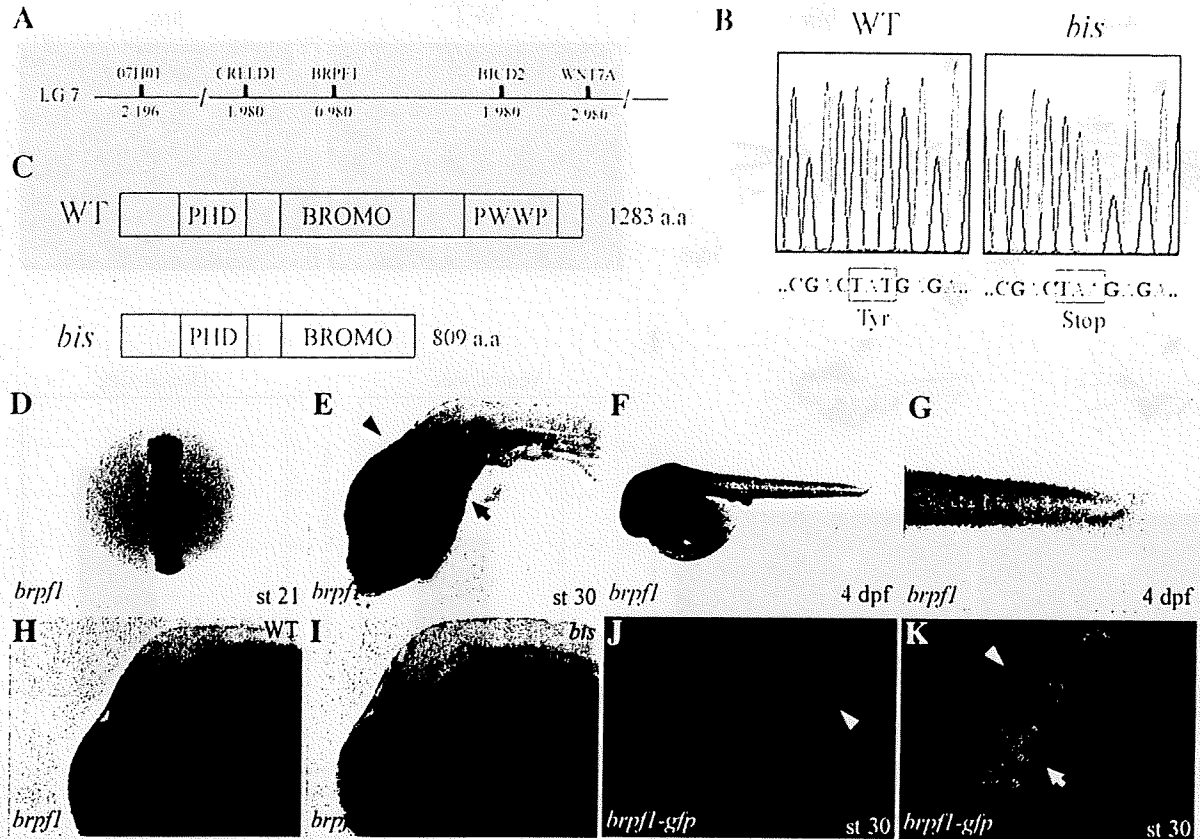 A
B
WT
bis
07H01 CRELD1 BRPF1 BICD2 WNT7A
LG 7
2/196 1/980 0/980 1/980 2/980
C
WT PHD BROMO PWWP 1283 a.a
Tyr Stop
bis PHD BROMO 809 a.a
D E F G
brpf1 st 21
st 30
brpf1 4 dpf
brpf1 4 dpf
H WT I bis J K
brpf1
brpf1-gfp st 30
brpf1-gfp st 30